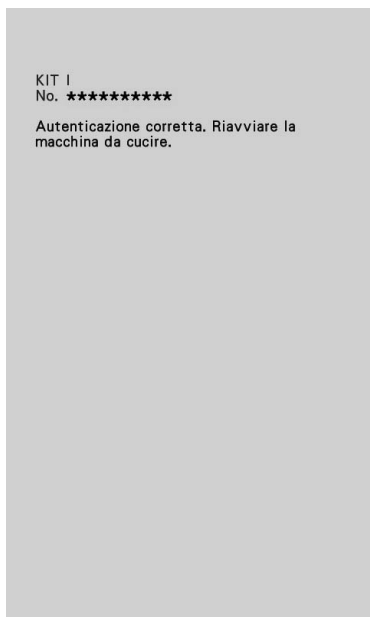 KIT I
No. **********
Autenticazione corretta. Riavviare la
macchina da cucire.